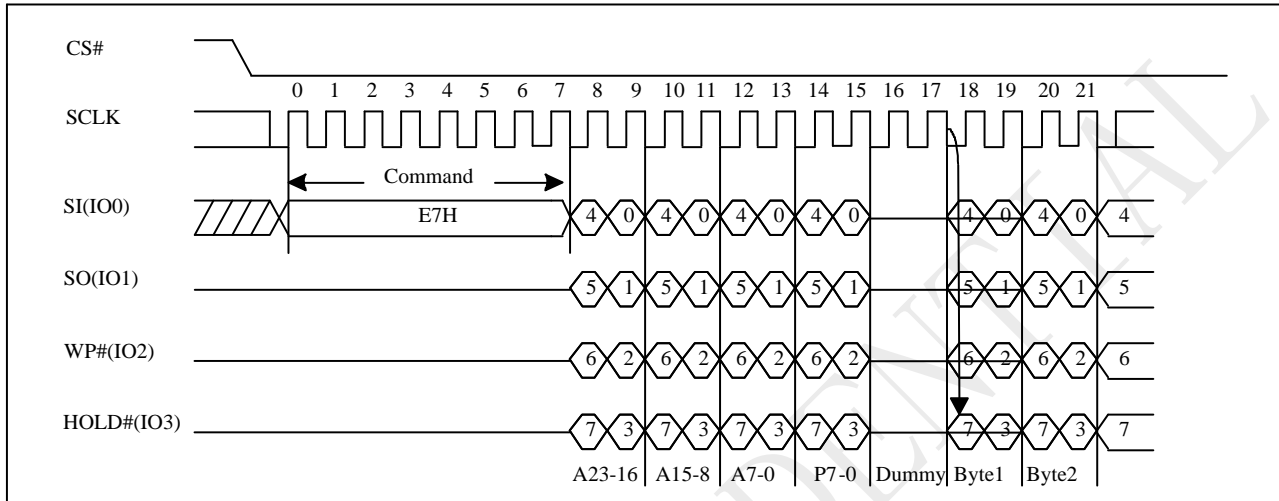 CS#
0 1 2 3 4 5 6 7 8 9 10 11 12 13 14 15 16 17 18 19 20 21
SCLK
Command
SI(IO0) E7H 4 0 4 0 4 0 4 0 4 0 4 0 4
SO(IO1) 5 1 5 1 5 1 5 1 5 1 5 1 5
WP#(IO2) 6 2 6 2 6 2 6 2 6 2 6 2 6
HOLD#(IO3) 7 3 7 3 7 3 7 3 7 3 7 3 7
A23-16 A15-8 A7-0 P7-0 Dummy Byte1 Byte2